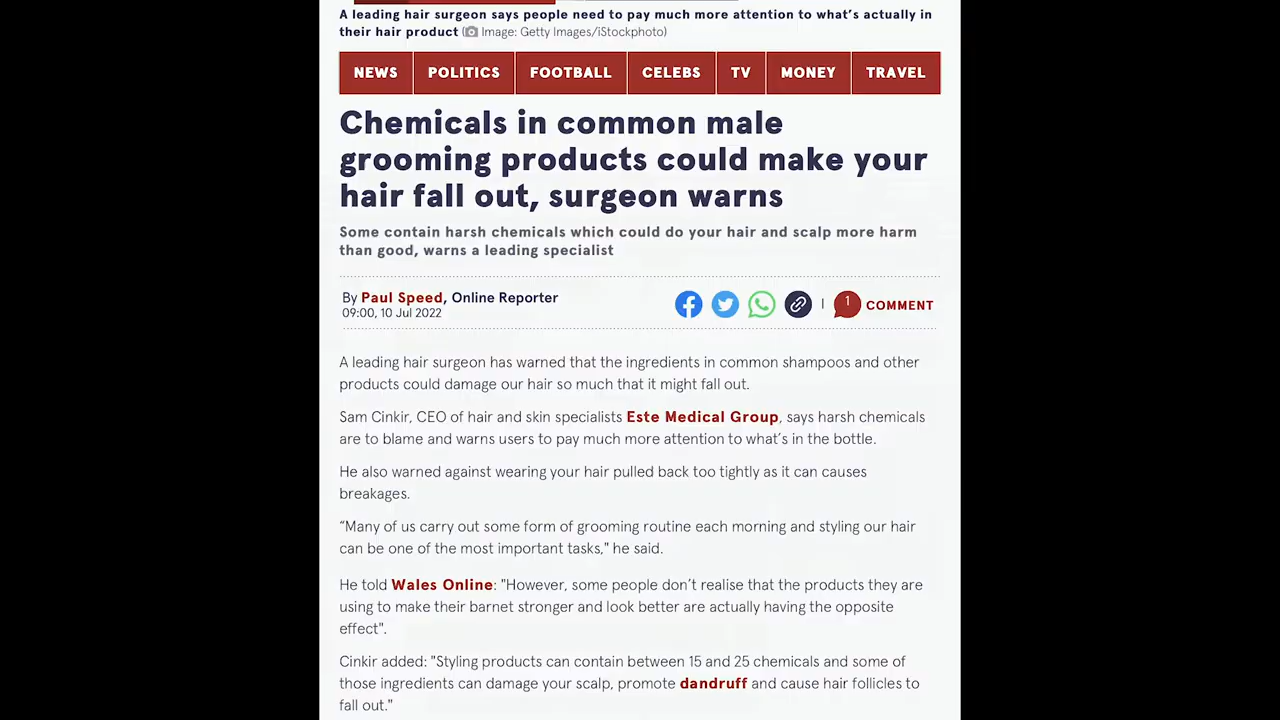 A leading hair surgeon says people need to pay much more attention to what's actually in
their hair product (Image: Getty Images/iStockphoto)
NEWS POLITICS FOOTBALL CELEBS TV MONEY TRAVEL
Chemicals in common male
grooming products could make your
hair fall out, surgeon warns
Some contain harsh chemicals which could do your hair and scalp more harm
than good, warns a leading specialist
By Paul Speed, Online Reporter
09:00, 10 Jul 2022
1 COMMENT
A leading hair surgeon has warned that the ingredients in common shampoos and other
products could damage our hair so much that it might fall out.
Sam Cinkir, CEO of hair and skin specialists Este Medical Group, says harsh chemicals
are to blame and warns users to pay much more attention to what's in the bottle.
He also warned against wearing your hair pulled back too tightly as it can causes
breakages.
“Many of us carry out some form of grooming routine each morning and styling our hair
can be one of the most important tasks," he said.
He told Wales Online: "However, some people don’t realise that the products they are
using to make their barnet stronger and look better are actually having the opposite
effect".
Cinkir added: "Styling products can contain between 15 and 25 chemicals and some of
those ingredients can damage your scalp, promote dandruff and cause hair follicles to
fall out."